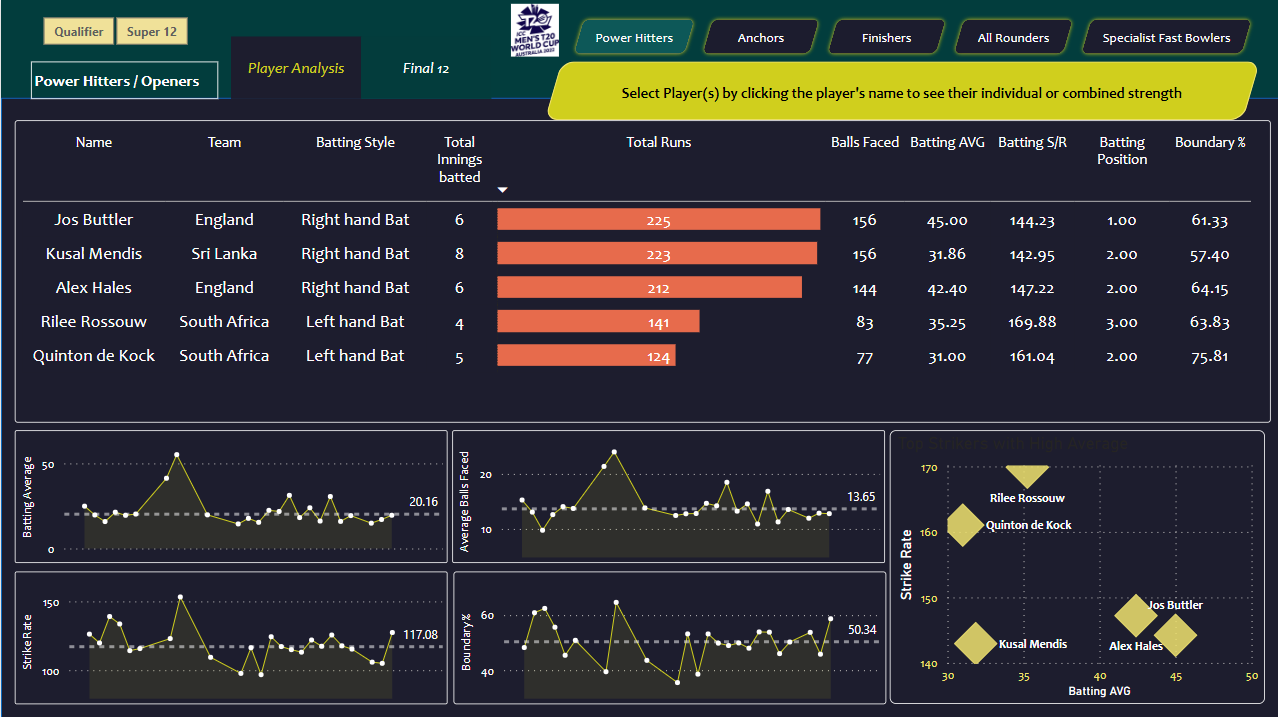 Qualifier
Super 12
T20
ICC
MEN'S T20
WORLD CUP
AUSTRALIA 2022
Power Hitters
Anchors
Finishers
All Rounders
Specialist Fast Bowlers
Power Hitters / Openers
Player Analysis
Final 12
Select Player(s) by clicking the player's name to see their individual or combined strength
Name Team Batting Style Total Innings batted Total Runs Balls Faced Batting AVG Batting S/R Batting Position Boundary %
Jos Buttler England Right hand Bat 6 225 156 45.00 144.23 1.00 61.33
Kusal Mendis Sri Lanka Right hand Bat 8 223 156 31.86 142.95 2.00 57.40
Alex Hales England Right hand Bat 6 212 144 42.40 147.22 2.00 64.15
Rilee Rossouw South Africa Left hand Bat 4 141 83 35.25 169.88 3.00 63.83
Quinton de Kock South Africa Left hand Bat 5 124 77 31.00 161.04 2.00 75.81
Batting Average
50
0
20.16
Average Balls Faced
20
10
13.65
Strike Rate
150
100
117.08
Boundary%
60
40
50.34
Top Strikers with High Average
Strike Rate
170
160
150
140
Rilee Rossouw
Quinton de Kock
Jos Buttler
Alex Hales
Kusal Mendis
30 35 40 45 50
Batting AVG